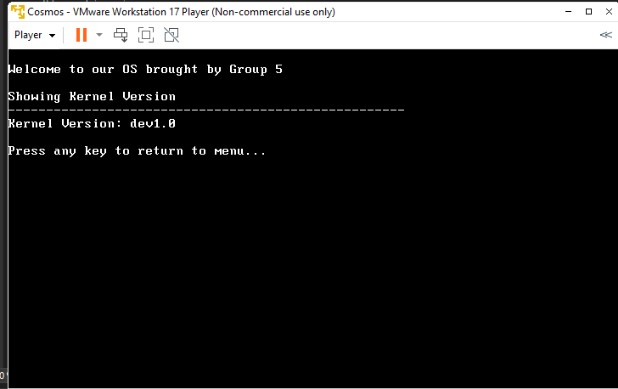 Cosmos - VMware Workstation 17 Player (Non-commercial use only)
Player
Welcome to our OS brought by Group 5
Showing Kernel Version
----------------------------------------------------
Kernel Version: dev1.0
Press any key to return to menu...